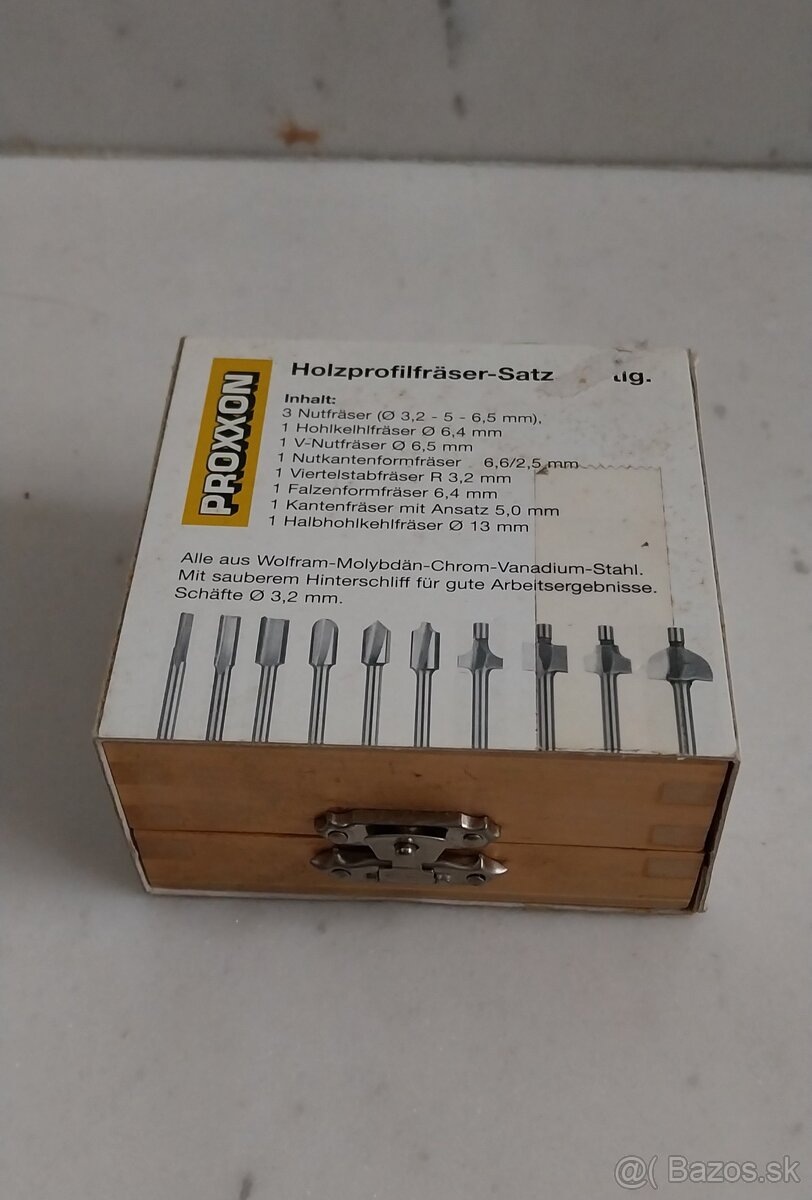 PROXXON
Holzprofilfräser-Satz
Inhalt:
3 Nutfräser (Ø 3,2 - 5 - 6,5 mm),
1 Hohlkelhlfräser Ø 6,4 mm
1 V-Nutfräser Ø 6,5 mm
1 Nutkantenformfräser 6,6/2,5 mm
1 Viertelstabfräser R 3,2 mm
1 Falzenformfräser 6,4 mm
1 Kantenfräser mit Ansatz 5,0 mm
1 Halbhohlkehlfräser Ø 13 mm
Alle aus Wolfram-Molybdän-Chrom-Vanadium-Stahl.
Mit sauberem Hinterschliff für gute Arbeitsergebnisse.
Schäfte Ø 3,2 mm.
@( Bazos.sk